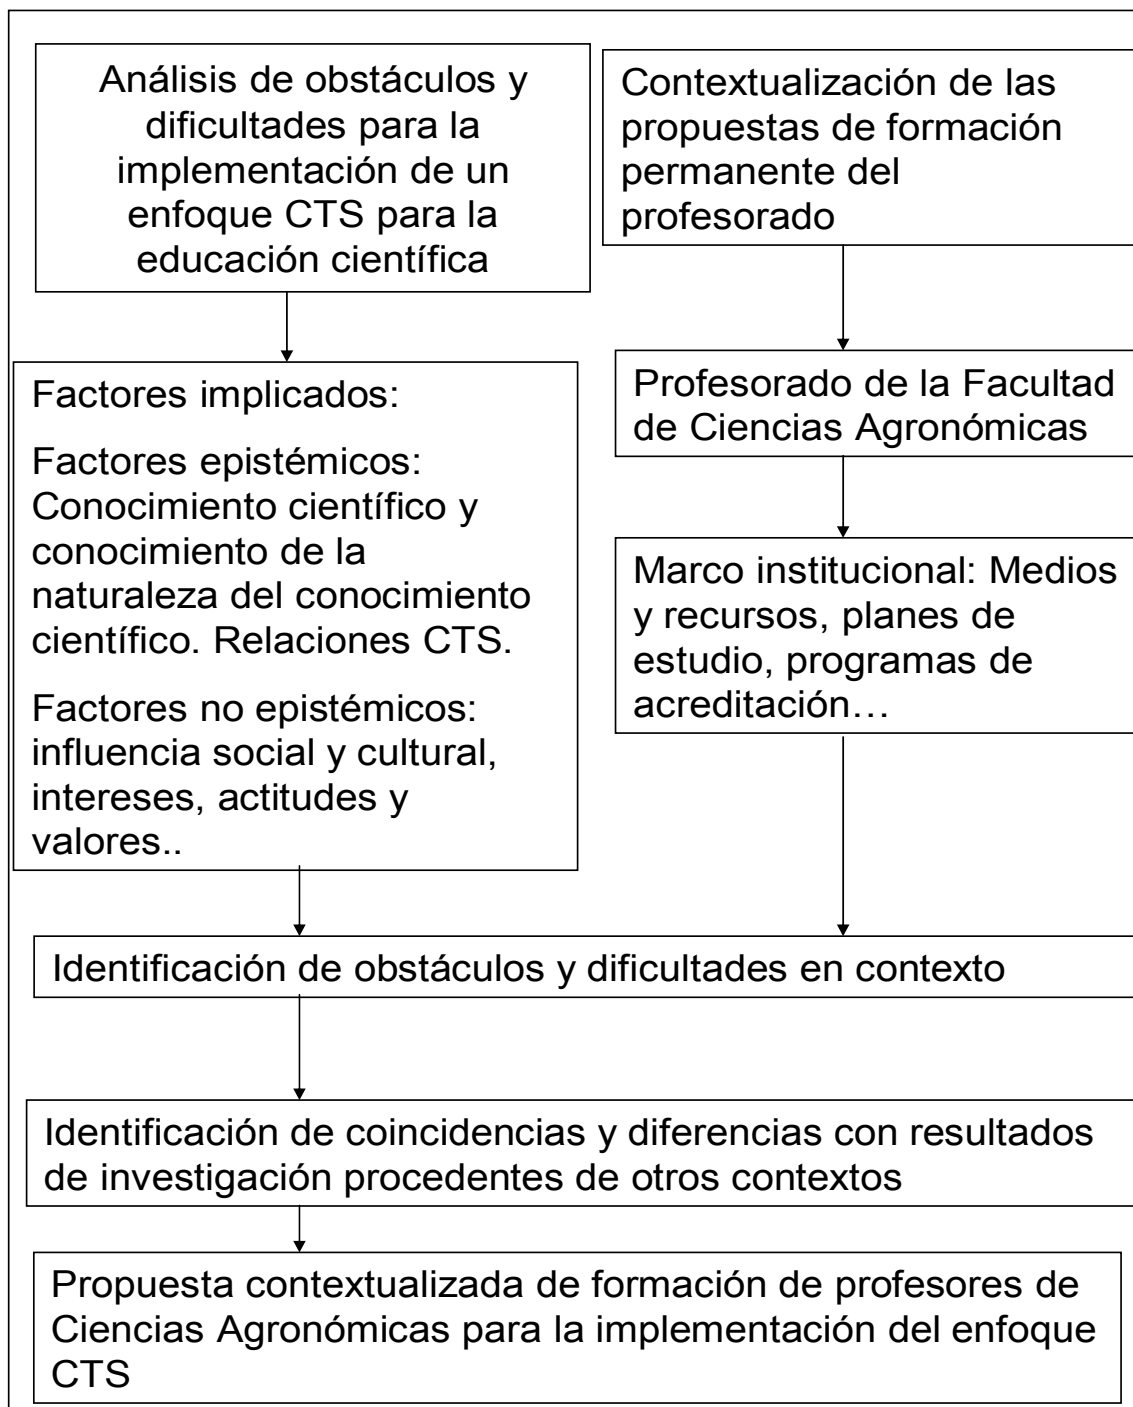 Análisis de obstáculos y
dificultades para la
implementación de un
enfoque CTS para la
educación científica
Contextualización de las
propuestas de formación
permanente del
profesorado
Factores implicados:
Factores epistémicos:
Conocimiento científico y
conocimiento de la
naturaleza del conocimiento
científico. Relaciones CTS.
Factores no epistémicos:
influencia social y cultural,
intereses, actitudes y
valores..
Profesorado de la Facultad
de Ciencias Agronómicas
Marco institucional: Medios
y recursos, planes de
estudio, programas de
acreditación…
Identificación de obstáculos y dificultades en contexto
Identificación de coincidencias y diferencias con resultados
de investigación procedentes de otros contextos
Propuesta contextualizada de formación de profesores de
Ciencias Agronómicas para la implementación del enfoque
CTS